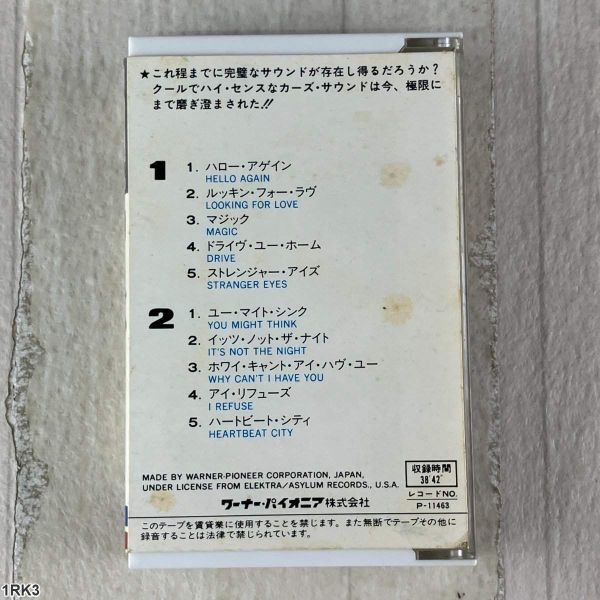 ★これ程までに完璧なサウンドが存在し得るだろうか?
クールでハイ・センスなカーズ・サウンドは今、極限に
まで磨ぎ澄まされた!!
1
1. ハロー・アゲイン
HELLO AGAIN
2. ルッキン・フォー・ラヴ
LOOKING FOR LOVE
3. マジック
MAGIC
4. ドライヴ・ユー・ホーム
DRIVE
5. ストレンジャー・アイズ
STRANGER EYES
2
1. ユー・マイト・シンク
YOU MIGHT THINK
2. イッツ・ノット・ザ・ナイト
IT'S NOT THE NIGHT
3. ホワイ・キャント・アイ・ハヴ・ユー
WHY CAN'T I HAVE YOU
4. アイ・リフューズ
I REFUSE
5. ハートビート・シティ
HEARTBEAT CITY
MADE BY WARNER-PIONEER CORPORATION, JAPAN,
UNDER LICENSE FROM ELEKTRA/ASYLUM RECORDS., U.S.A.
ワーナー・パイオニア株式会社
収録時間
38'42"
レコードNO.
P-11463
このテープを賃貸業に使用することを禁じます。また無断でテープその他に
録音することは法律で禁じられています。
1RK3